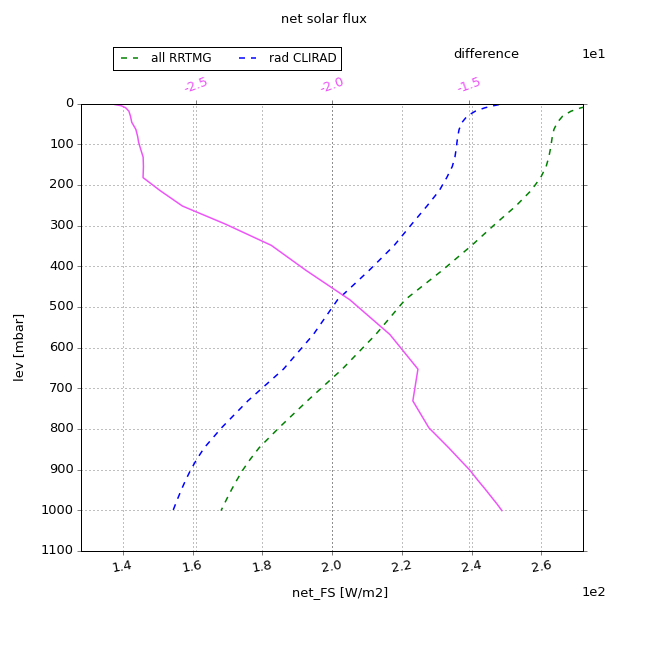 net solar flux
all RRTMG rad CLIRAD difference 1e1
-2.5 -2.0 -1.5
0
100
200
300
400
500
600
700
800
900
1000
1100
lev [mbar]
1.4 1.6 1.8 2.0 2.2 2.4 2.6
net_FS [W/m2] 1e2